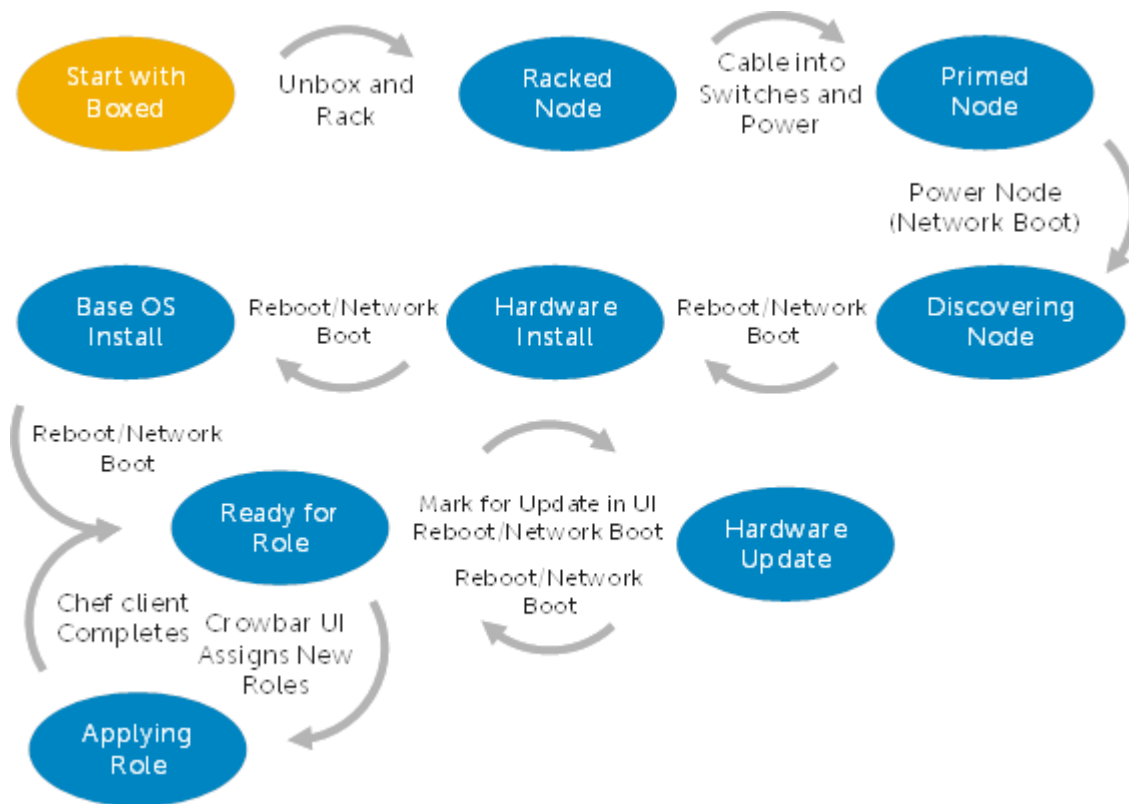 Start with
Boxed
Unbox and
Rack
Racked
Node
Cable into
Switches and
Power
Primed
Node
Power Node
(Network Boot)
Base OS
Install
Reboot/Network
Boot
Hardware
Install
Reboot/Network
Boot
Discovering
Node
Reboot/Network
Boot
Ready for
Role
Mark for Update in UI
Reboot/Network Boot
Reboot/Network
Boot
Hardware
Update
Chef client
Completes
Crowbar UI
Assigns New
Roles
Applying
Role